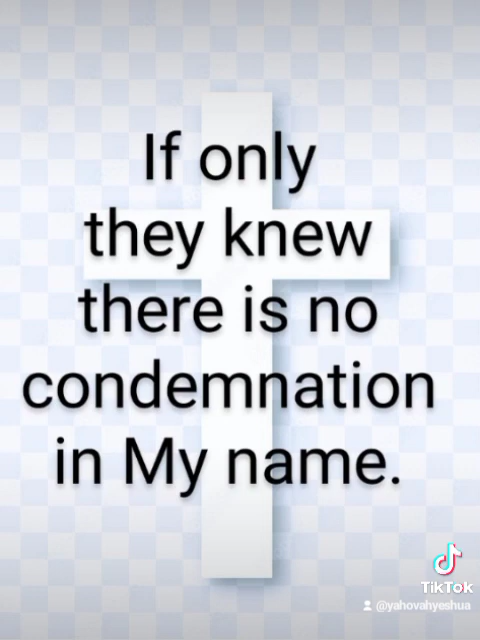 If only
they knew
there is no
condemnation
in My name.
TikTok
@yahovahyeshua